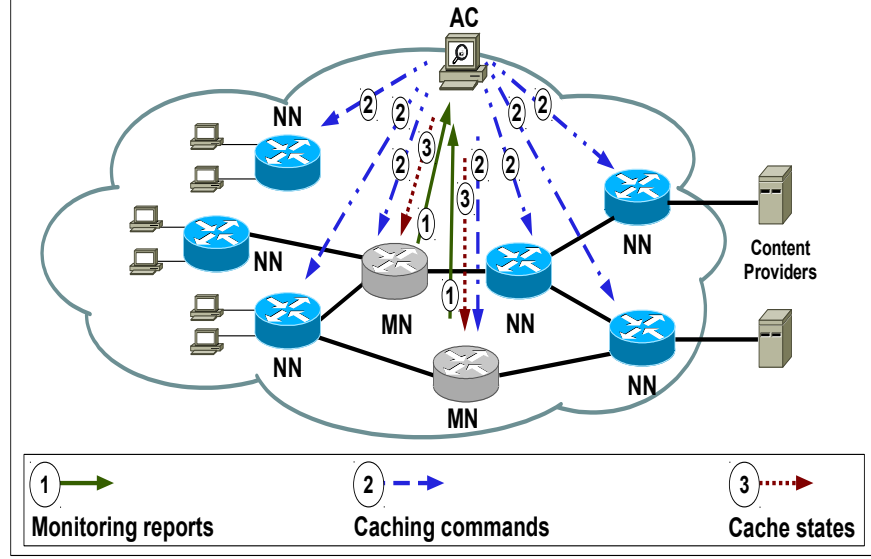 AC
NN
2
2
2
2
2
3
2
2
2
3
1
NN
NN
Content
Providers
1
MN
NN
NN
NN
MN
1
2
3
Monitoring reports
Caching commands
Cache states